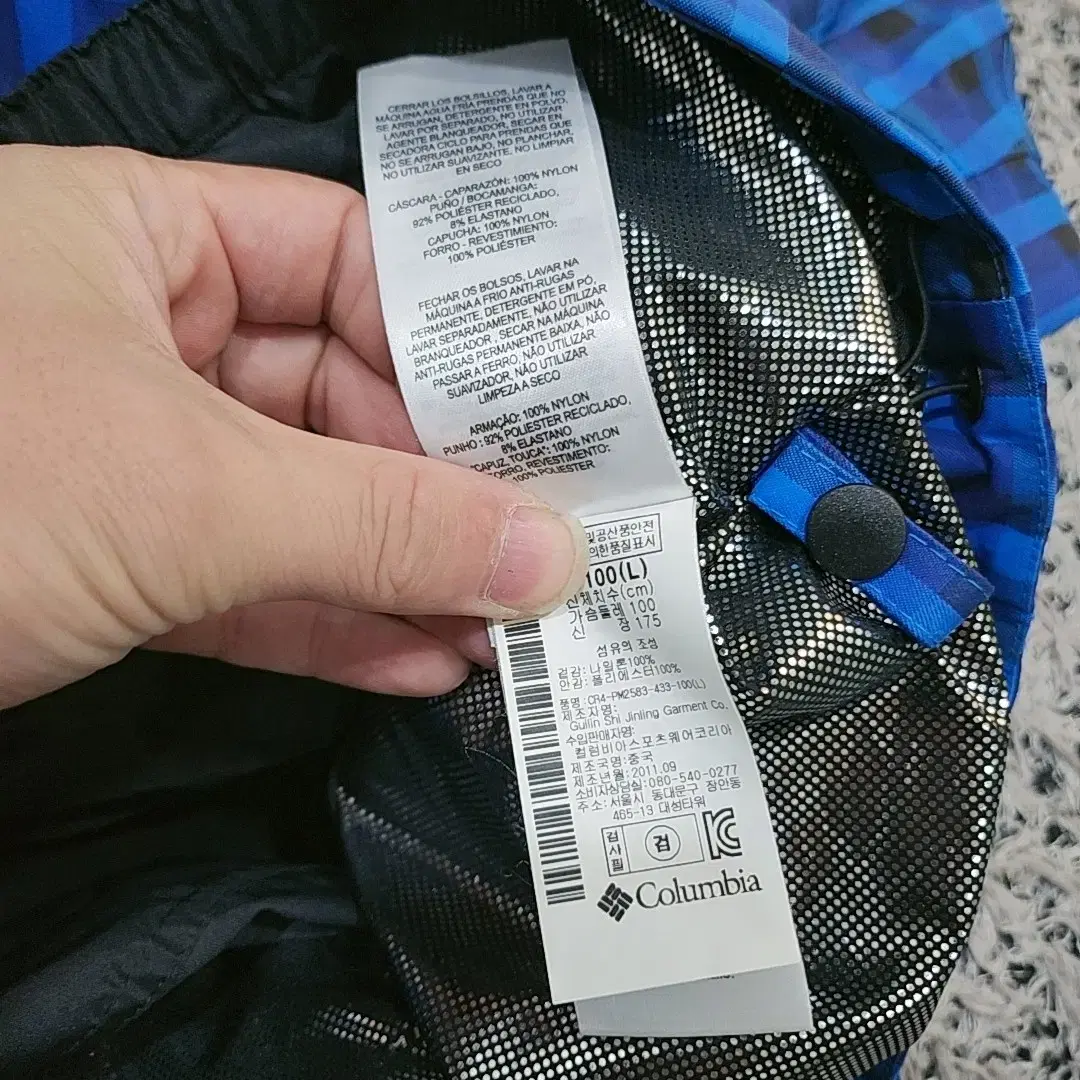 CERRAR LOS BOLSILLOS, LAVAR A
MÁQUINA AGUA FRIA PRENDAS QUE NO
SE ARRUGAN, DETERGENTE EN POLVO,
LAVAR POR SEPARADO, NO UTILIZAR
AGENTE BLANQUEADOR, SECAR EN
SECADORA CICLO PARA PRENDAS QUE
NO SE ARRUGAN BAJO, NO PLANCHAR,
NO UTILIZAR SUAVIZANTE, NO LIMPIAR
EN SECO
CÁSCARA - CAPARAZÓN: 100% NYLON
PUÑO / BOCAMANGA:
92% POLIÉSTER RECICLADO,
8% ELASTANO
CAPUCHA: 100% NYLON
FORRO - REVESTIMIENTO:
100% POLIÉSTER
FECHAR OS BOLSOS, LAVAR NA
MÁQUINA A FRIO ANTI-RUGAS
PERMANENTE, DETERGENTE EM PÓ,
LAVAR SEPARADAMENTE, NÃO UTILIZAR
BRANQUEADOR, SECAR NA MÁQUINA
ANTI-RUGAS PERMANENTE BAIXA, NÃO
PASSAR A FERRO, NÃO UTILIZAR
SUAVIZADOR, NÃO UTILIZAR
LIMPEZA A SECO
ARMAÇÃO: 100% NYLON
PUNHO: 92% POLIÉSTER RECICLADO,
8% ELASTANO
"CAPUZ, TOUCA": 100% NYLON
FORRO, REVESTIMENTO:
100% POLIÉSTER
및공산품안전
의한품질표시
100(L)
신체치수(cm)
가슴둘레 100
신 장 175
섬유의 조성
겉감: 나일론100%
안감: 폴리에스터100%
품명: CR4-PM2583-433-100(L)
제조자명:
Guilin Shi Jinling Garment Co.
수입판매자명:
컬럼비아스포츠웨어코리아
제조국명:중국
제조년월: 2011.09
소비자상담실:080-540-0277
주소: 서울시 동대문구 장안동
465-13 대성타워
검사필
검
KC
Columbia